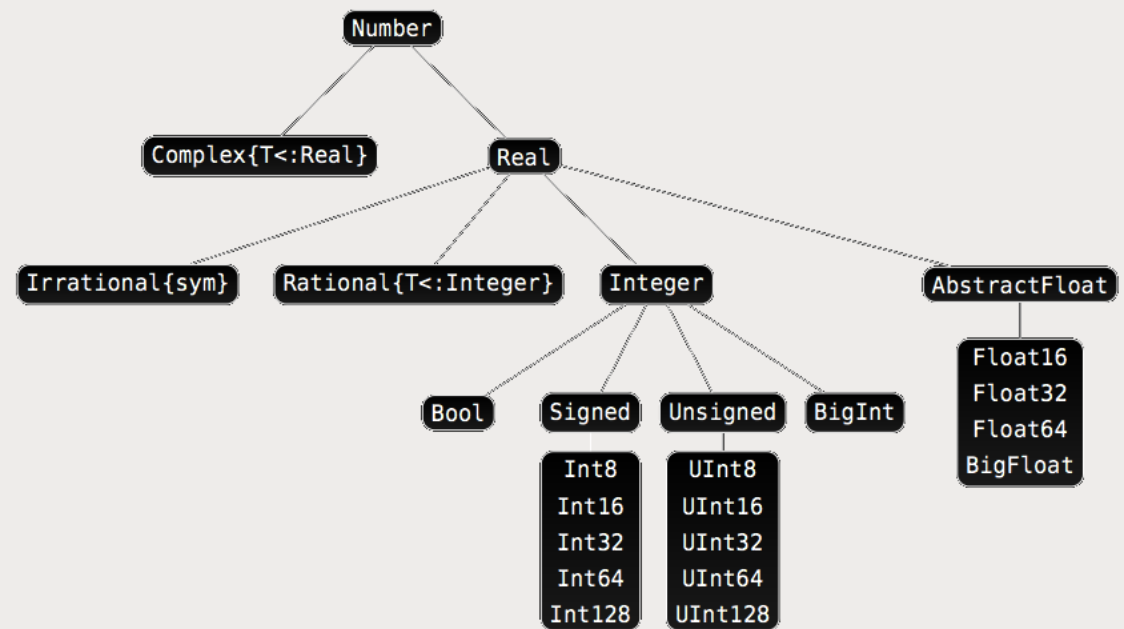 Number
Complex{T<:Real}
Real
Irrational{sym}
Rational{T<:Integer}
Integer
AbstractFloat
Float16
Float32
Float64
BigFloat
Bool
Signed
Unsigned
BigInt
Int8
Int16
Int32
Int64
Int128
UInt8
UInt16
UInt32
UInt64
UInt128